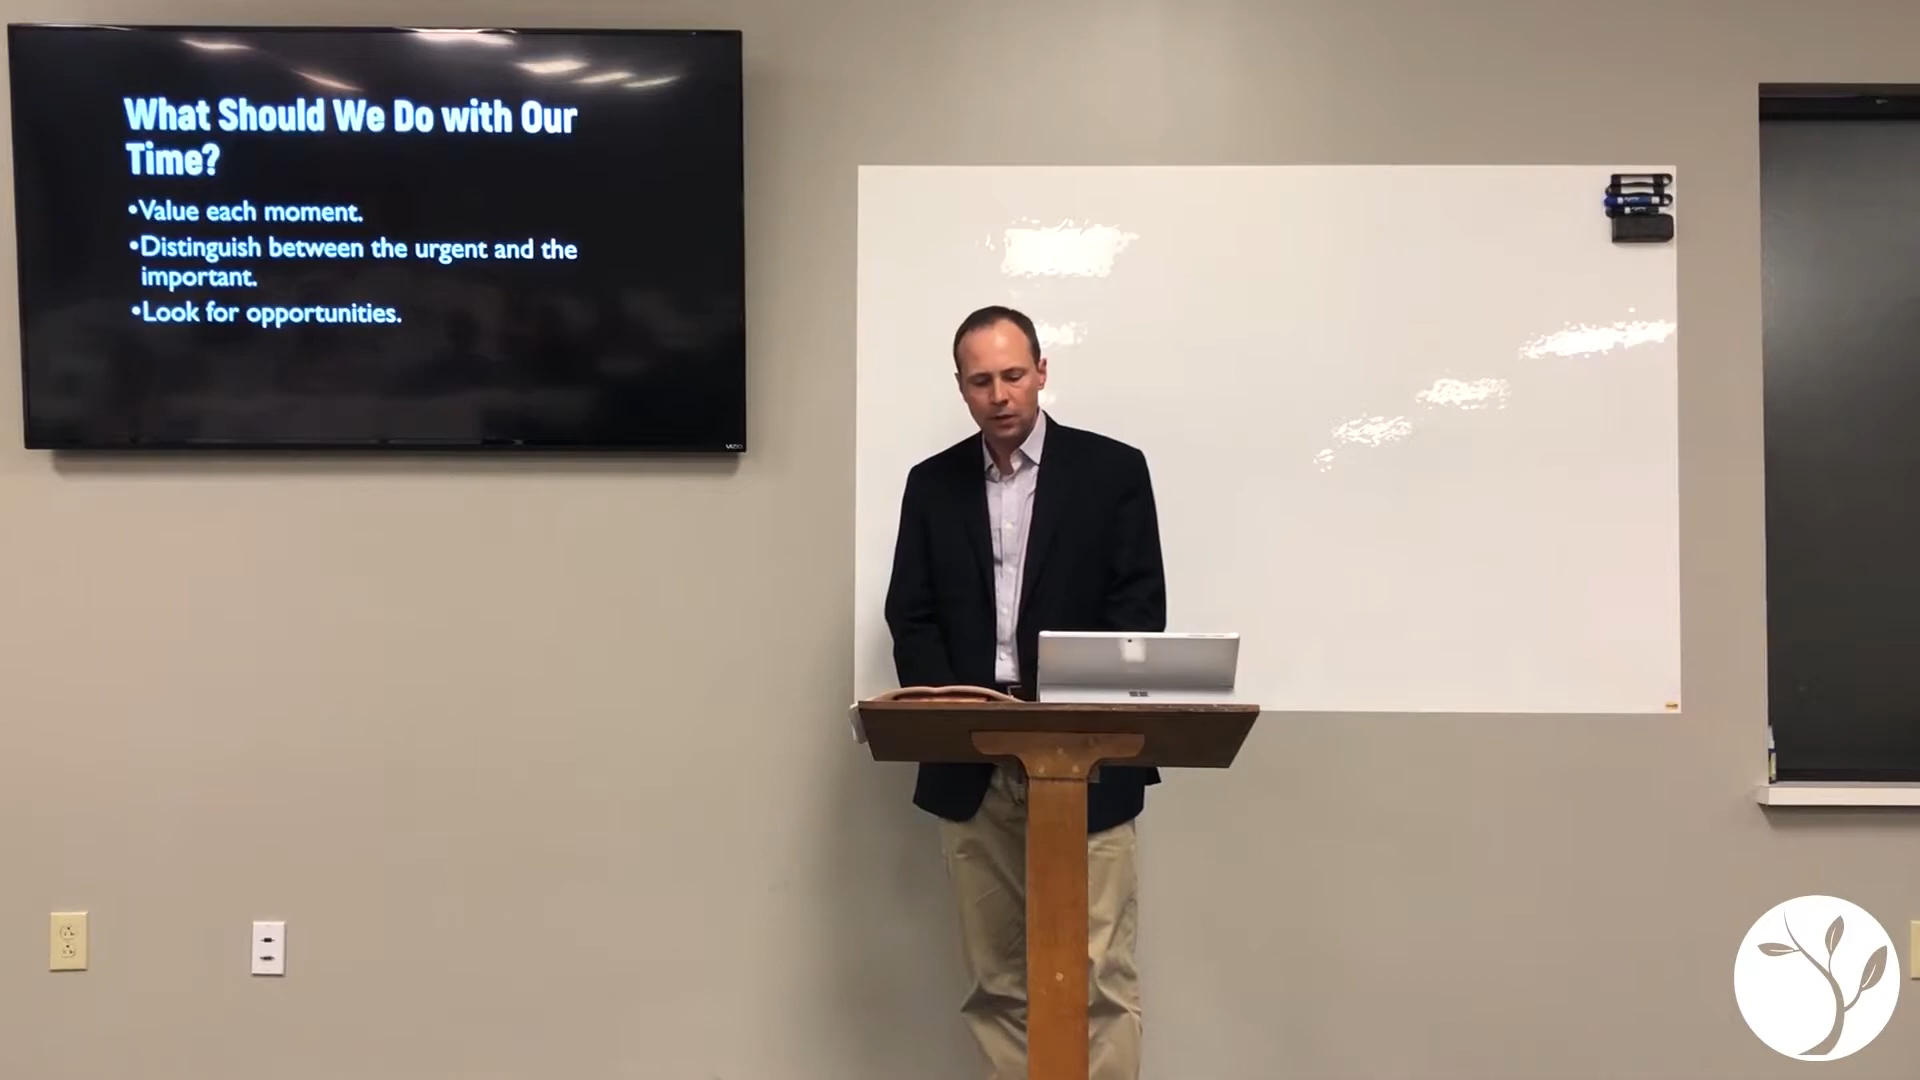 What Should We Do with Our
Time?
•Value each moment.
•Distinguish between the urgent and the
important.
•Look for opportunities.
VIZIO